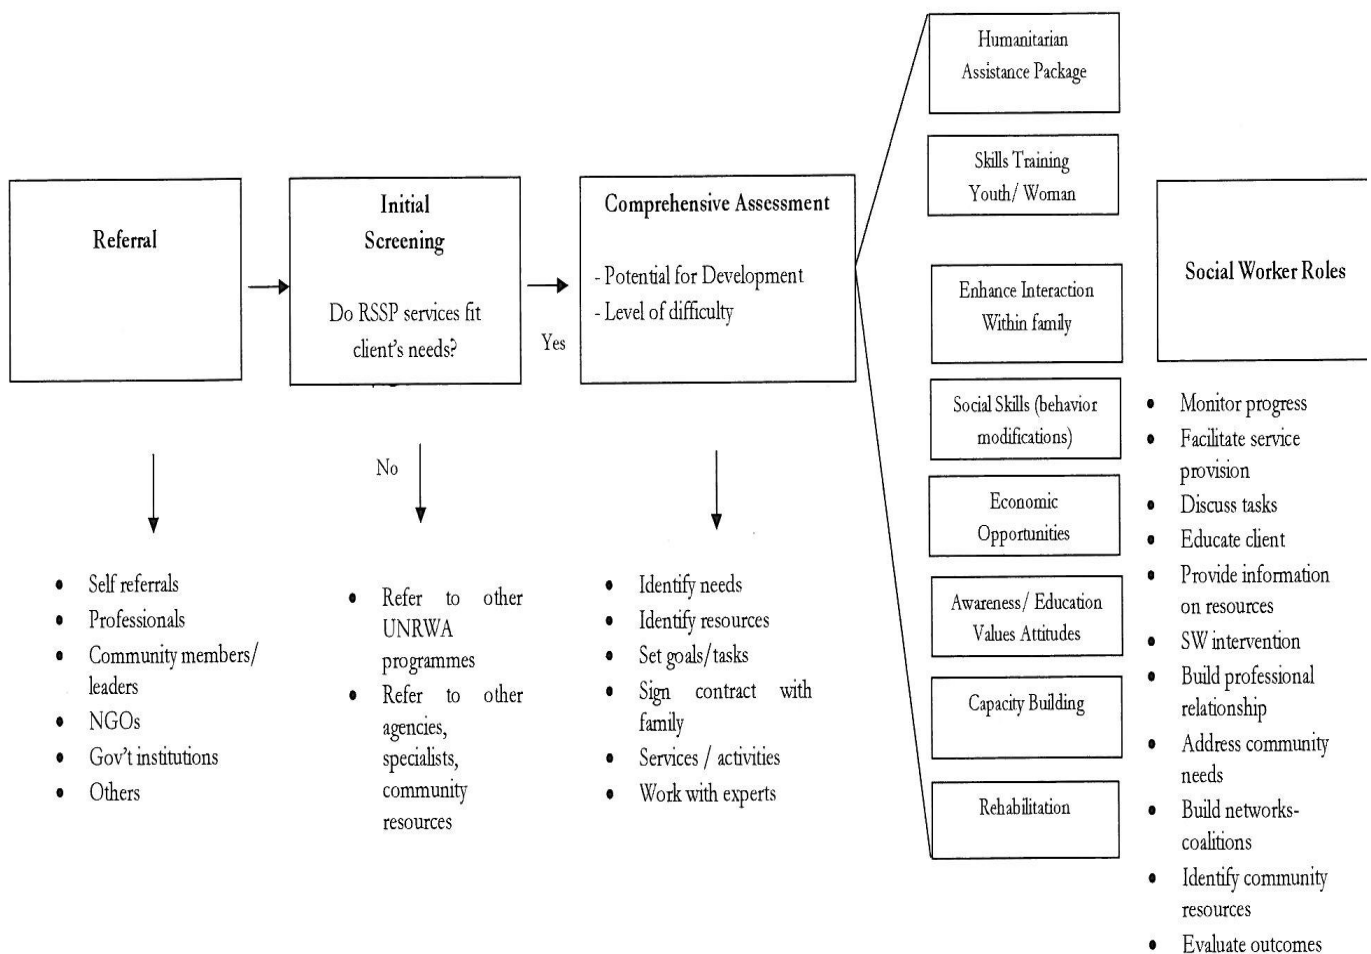 Referral
Initial
Screening
Do RSSP services fit
client's needs?
Yes
No
Comprehensive Assessment
- Potential for Development
- Level of difficulty
Humanitarian
Assistance Package
Skills Training
Youth/ Woman
Enhance Interaction
Within family
Social Skills (behavior
modifications)
Economic
Opportunities
Awareness/ Education
Values Attitudes
Capacity Building
Rehabilitation
Social Worker Roles
• Self referrals
• Professionals
• Community members/
leaders
• NGOs
• Gov't institutions
• Others
• Refer to other
UNRWA
programmes
• Refer to other
agencies,
specialists,
community
resources
• Identify needs
• Identify resources
• Set goals/tasks
• Sign contract with
family
• Services / activities
• Work with experts
• Monitor progress
• Facilitate service
provision
• Discuss tasks
• Educate client
• Provide information
on resources
• SW intervention
• Build professional
relationship
• Address community
needs
• Build networks-
coalitions
• Identify community
resources
• Evaluate outcomes